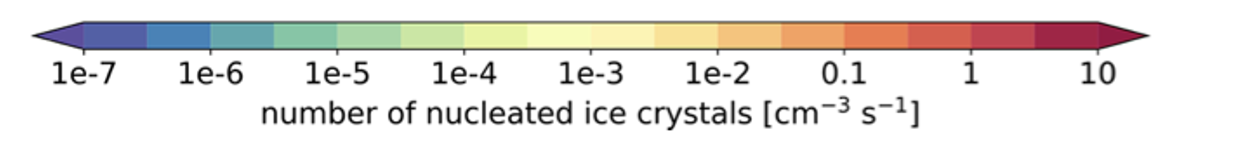 1e-7 1e-6 1e-5 1e-4 1e-3 1e-2 0.1 1 10
number of nucleated ice crystals [cm⁻³ s⁻¹]